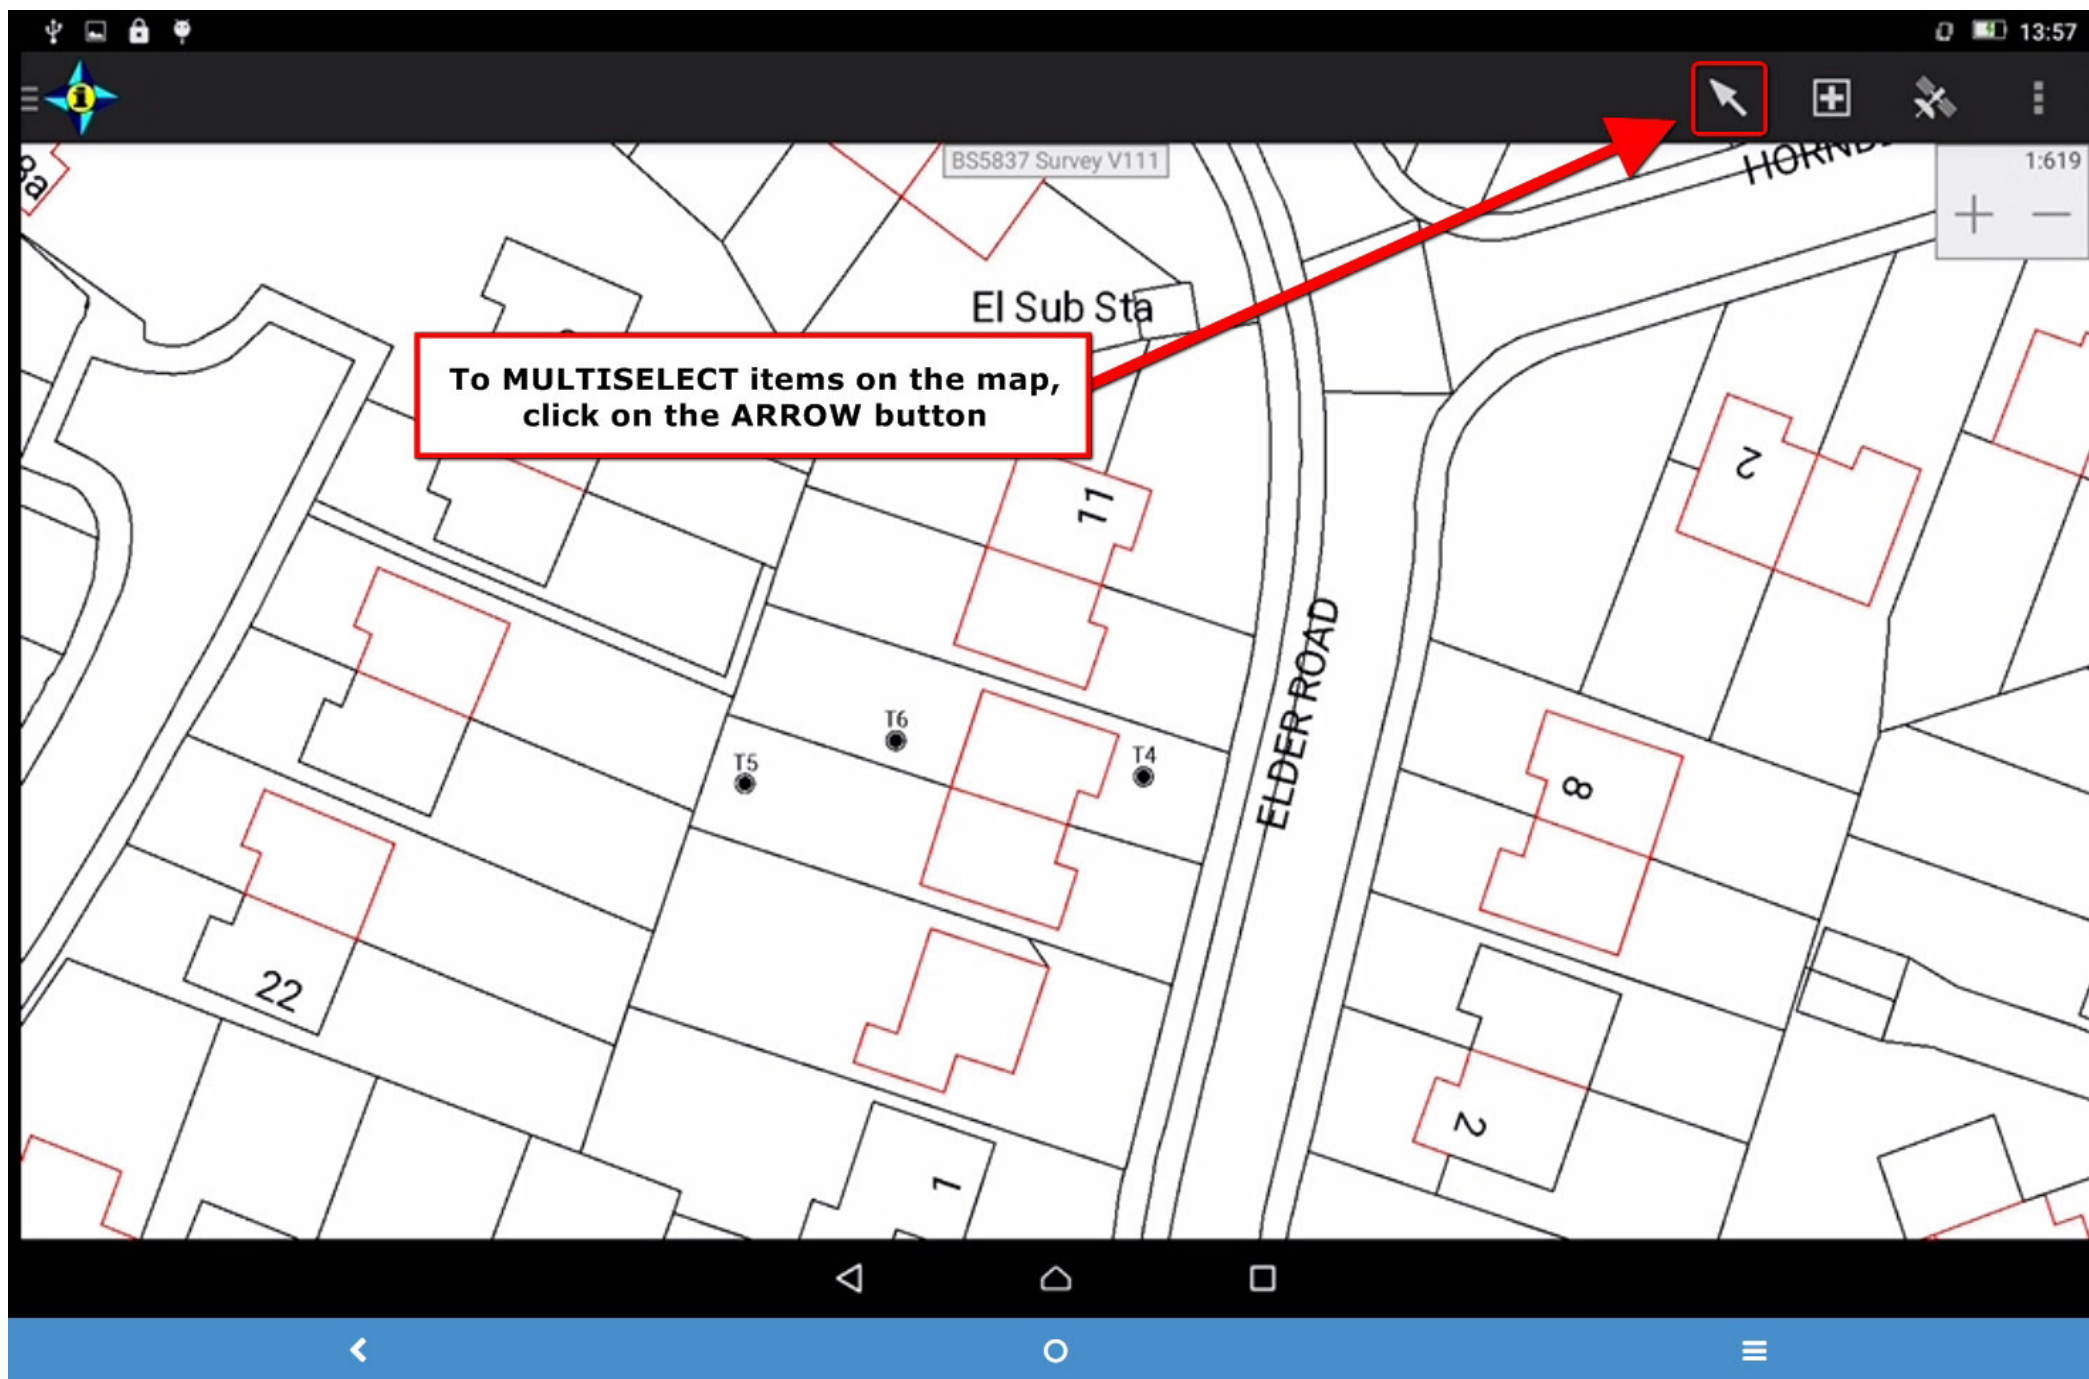 13:57
BS5837 Survey V111
1:619
8a
El Sub Sta
To MULTISELECT items on the map,
click on the ARROW button
2
11
ELDER ROAD
T6
T4
T5
8
22
2
1